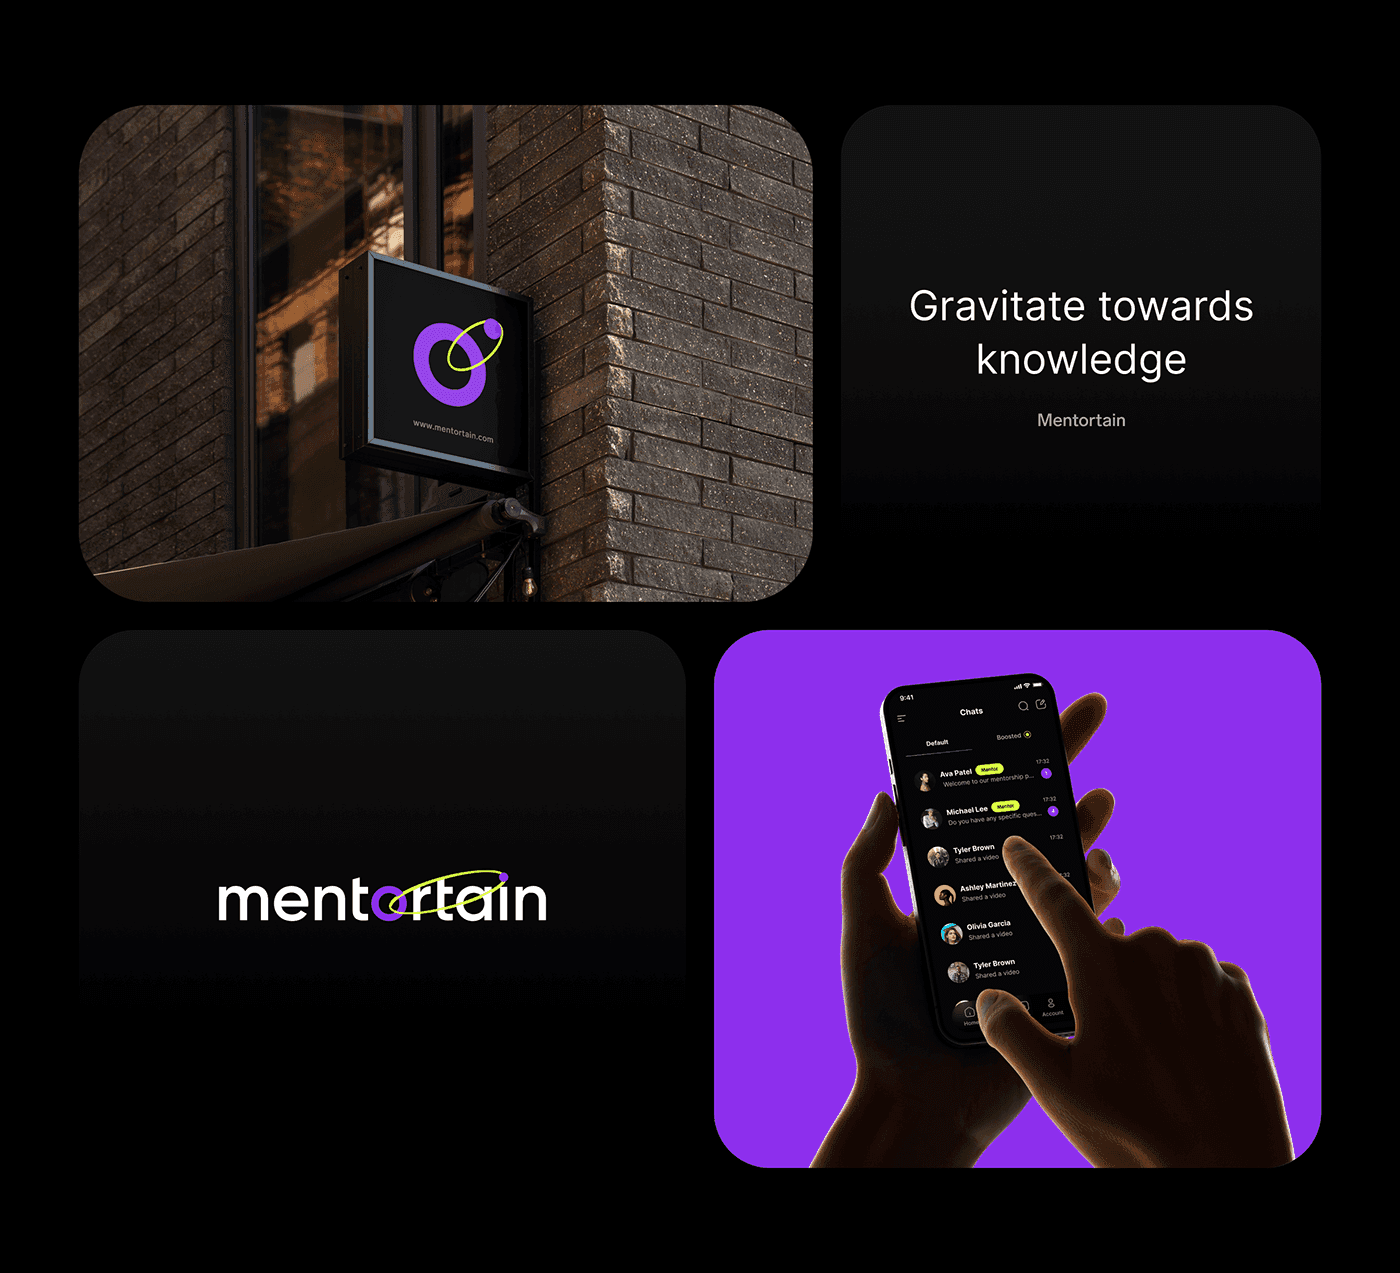 www.mentortain.com
Gravitate towards
knowledge
Mentortain
mentortain
9:41
Chats
Default
Boosted
Ava Patel Mentor 17:32
Welcome to our mentorship p... 1
Michael Lee Mentor 17:32
Do you have any specific ques...
Tyler Brown 17:32
Shared a video
Ashley Martinez
Shared a video
Olivia Garcia
Shared a video
Tyler Brown
Shared a video
Home
Account